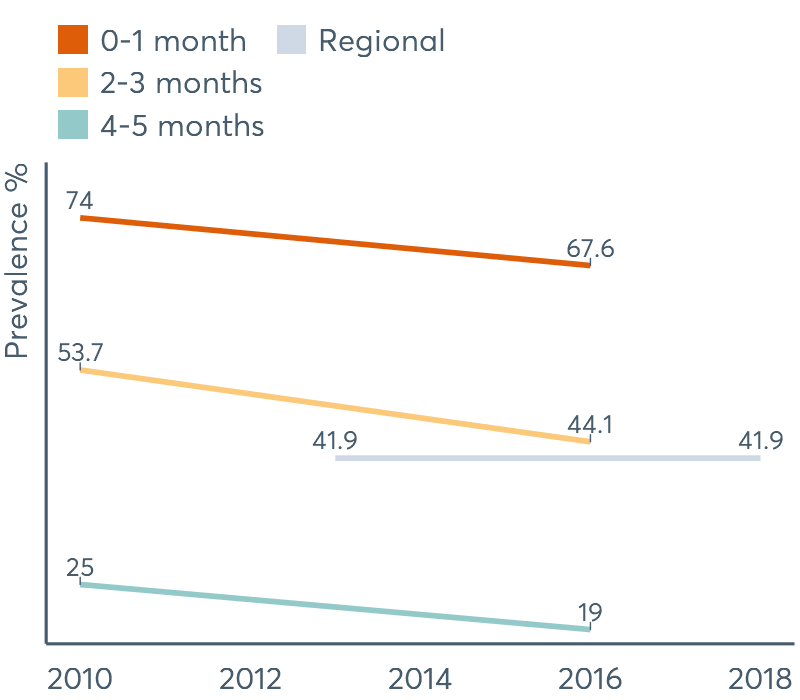 0-1 month Regional
2-3 months
4-5 months
Prevalence %
74
67.6
53.7
44.1
41.9 41.9
25
19
2010 2012 2014 2016 2018